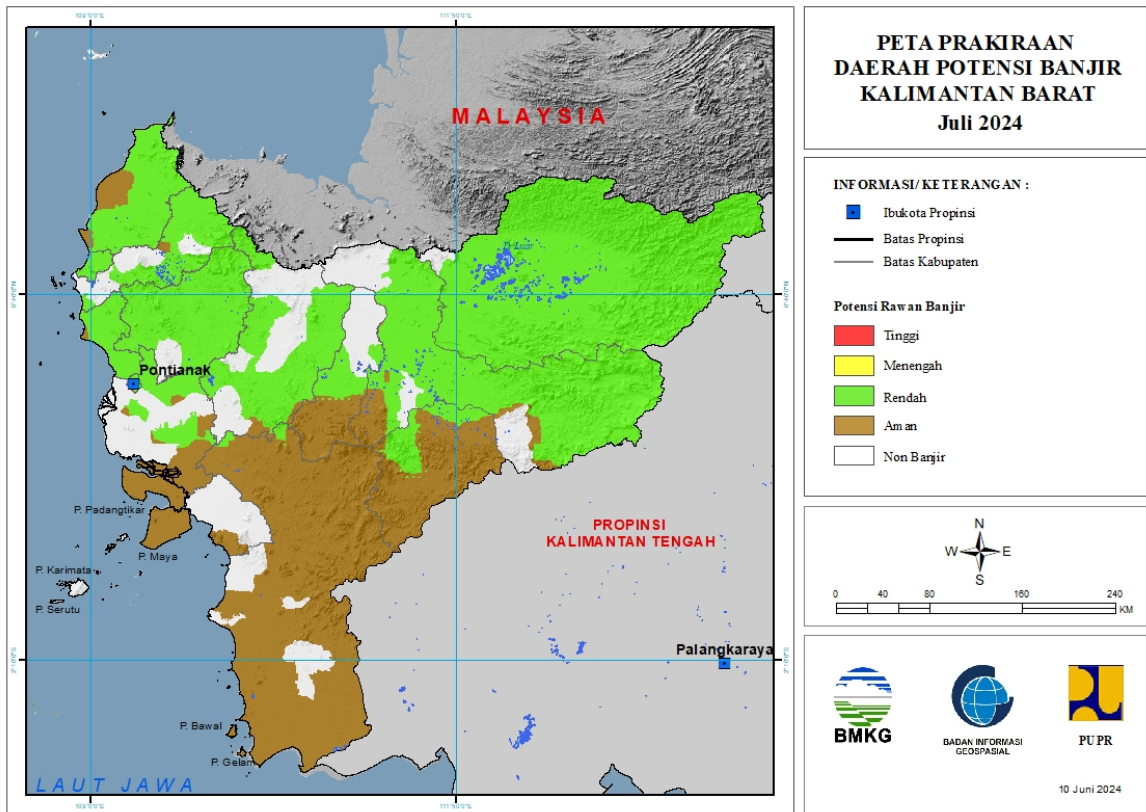 PETA PRAKIRAAN
DAERAH POTENSI BANJIR
KALIMANTAN BARAT
Juli 2024
INFORMASI/ KETERANGAN :
Ibukota Propinsi
Batas Propinsi
Batas Kabupaten
Potensi Rawan Banjir
Tinggi
Menengah
Rendah
Aman
Non Banjir
N
W E
S
0 40 80 160 240
KM
BMKG
BADAN INFORMASI
GEOSPASIAL
PUPR
10 Juni 2024
MALAYSIA
Pontianak
PROPINSI
KALIMANTAN TENGAH
P. Padangtikar
P. Maya
P. Karimata
P. Serutu
Palangkaraya
P. Bawal
P. Gelam
LAUT JAWA